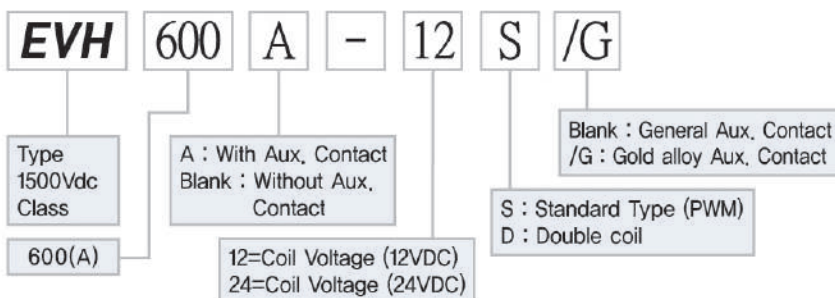 EVH 600 A - 12 S /G
Type
1500Vdc
Class
600(A)
A : With Aux. Contact
Blank : Without Aux.
Contact
12=Coil Voltage (12VDC)
24=Coil Voltage (24VDC)
S : Standard Type (PWM)
D : Double coil
Blank : General Aux. Contact
/G : Gold alloy Aux. Contact